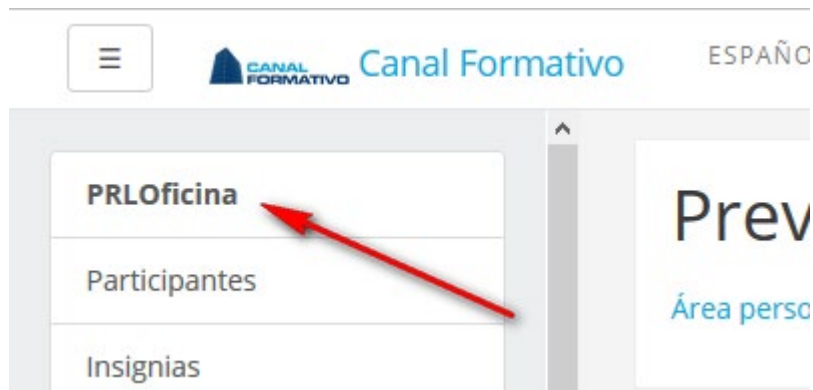 ☰ CANAL FORMATIVO Canal Formativo ESPAÑO
PRLOficina
Prev
Participantes
Área perso
Insignias